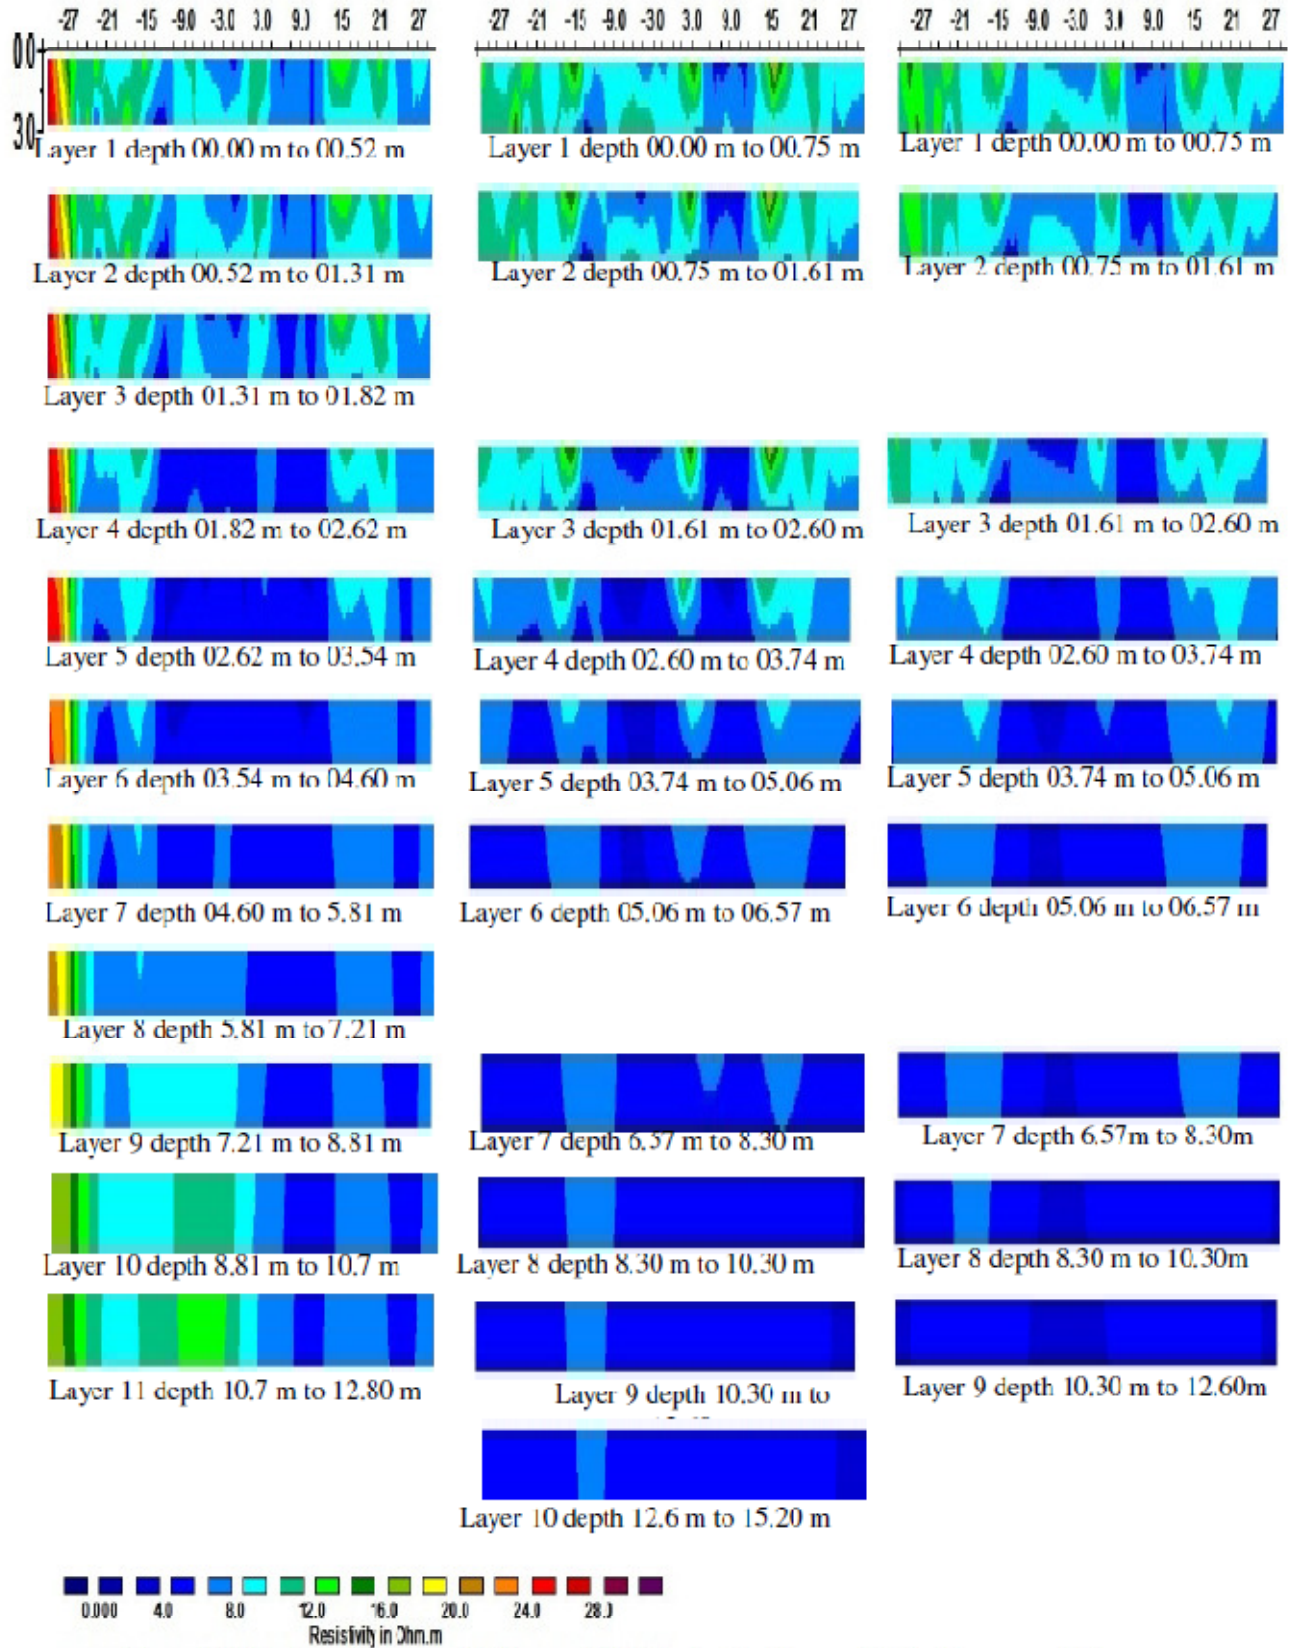 -27 -21 -15 -9.0 -3.0 3.0 9.0 15 21 27
-27 -21 -15 -9.0 -30 3.0 9.0 15 21 27
-27 -21 -15 -9.0 -3.0 3.0 9.0 15 21 27
0.0
3.0
Layer 1 depth 00.00 m to 00.52 m
Layer 1 depth 00.00 m to 00.75 m
Layer 1 depth 00.00 m to 00.75 m
Layer 2 depth 00.52 m to 01.31 m
Layer 2 depth 00.75 m to 01.61 m
Layer 2 depth 00.75 m to 01.61 m
Layer 3 depth 01.31 m to 01.82 m
Layer 4 depth 01.82 m to 02.62 m
Layer 3 depth 01.61 m to 02.60 m
Layer 3 depth 01.61 m to 02.60 m
Layer 5 depth 02.62 m to 03.54 m
Layer 4 depth 02.60 m to 03.74 m
Layer 4 depth 02.60 m to 03.74 m
Layer 6 depth 03.54 m to 04.60 m
Layer 5 depth 03.74 m to 05.06 m
Layer 5 depth 03.74 m to 05.06 m
Layer 7 depth 04.60 m to 5.81 m
Layer 6 depth 05.06 m to 06.57 m
Layer 6 depth 05.06 m to 06.57 m
Layer 8 depth 5.81 m to 7.21 m
Layer 9 depth 7.21 m to 8.81 m
Layer 7 depth 6.57 m to 8.30 m
Layer 7 depth 6.57m to 8.30m
Layer 10 depth 8.81 m to 10.7 m
Layer 8 depth 8.30 m to 10.30 m
Layer 8 depth 8.30 m to 10.30m
Layer 11 depth 10.7 m to 12.80 m
Layer 9 depth 10.30 m to
Layer 9 depth 10.30 m to 12.60m
Layer 10 depth 12.6 m to 15.20 m
0.000 4.0 8.0 12.0 16.0 20.0 24.0 28.0
Resistivity in Ohm.m